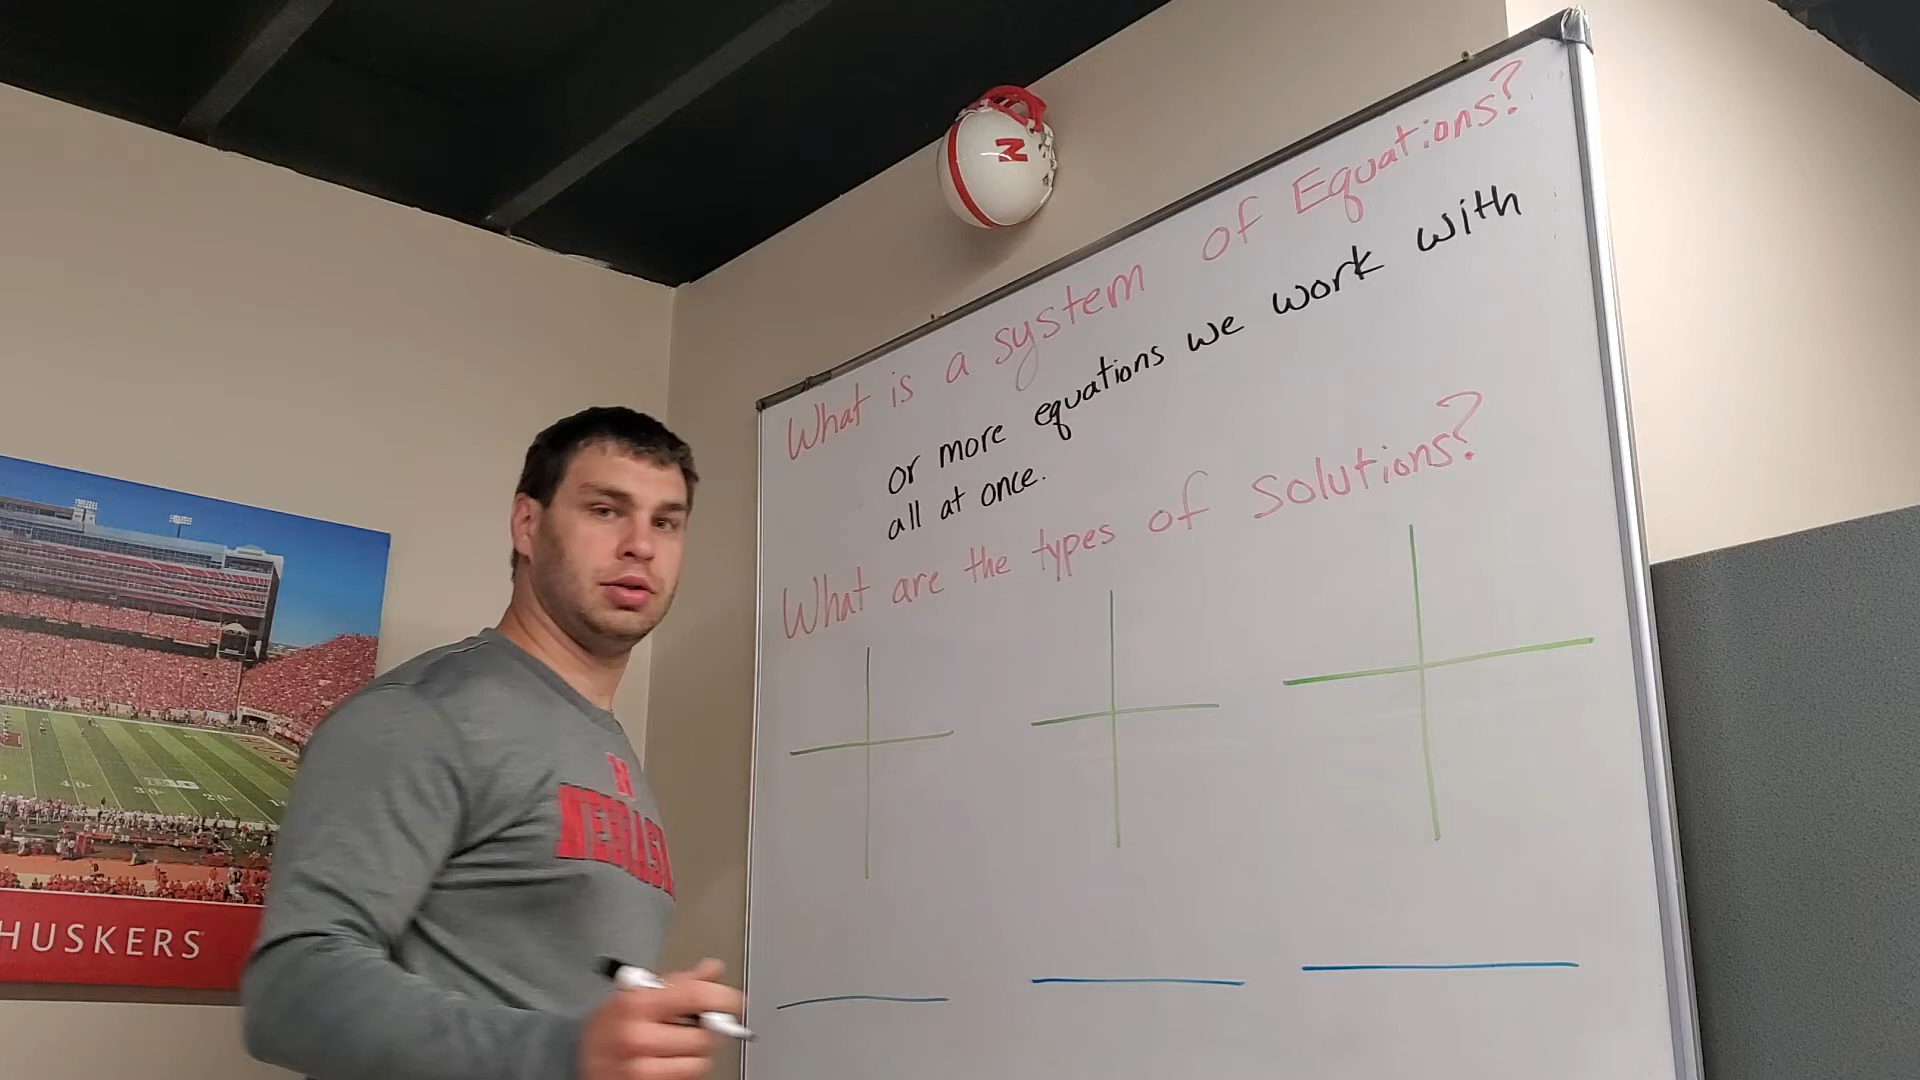 What is a system of Equations?
or more equations we work with
all at once.
What are the types of Solutions?
N
N
HUSKERS